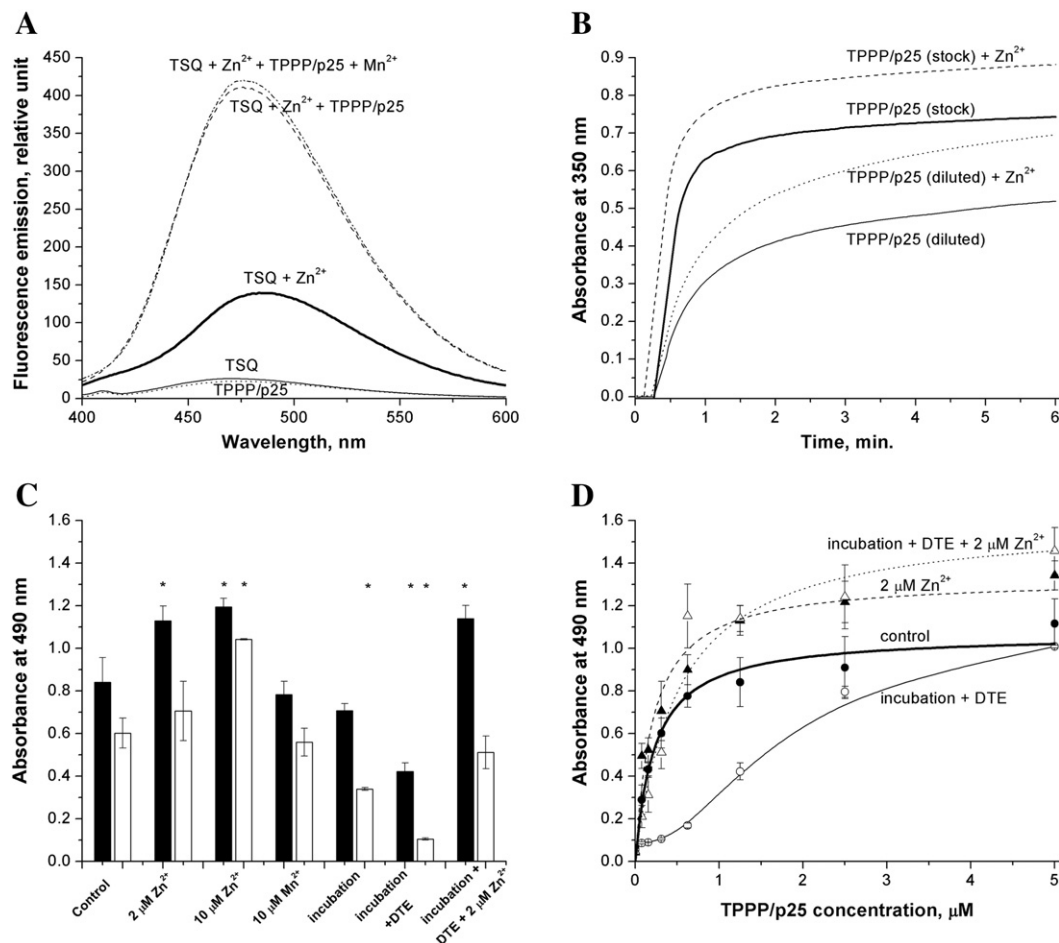 A
Fluorescence emission, relative unit
450
400
350
300
250
200
150
100
50
0
TSQ + Zn²⁺ + TPPP/p25 + Mn²⁺
TSQ + Zn²⁺ + TPPP/p25
TSQ + Zn²⁺
TSQ
TPPP/p25
400
450
500
550
600
Wavelength, nm
B
Absorbance at 350 nm
0.9
0.8
0.7
0.6
0.5
0.4
0.3
0.2
0.1
0.0
TPPP/p25 (stock) + Zn²⁺
TPPP/p25 (stock)
TPPP/p25 (diluted) + Zn²⁺
TPPP/p25 (diluted)
0
1
2
3
4
5
6
Time, min.
C
Absorbance at 490 nm
1.6
1.4
1.2
1.0
0.8
0.6
0.4
0.2
0.0
* * * * * * *
Control
2 µM Zn²⁺
10 µM Zn²⁺
10 µM Mn²⁺
incubation
incubation
+DTE
incubation +
DTE + 2 µM Zn²⁺
D
Absorbance at 490 nm
1.6
1.4
1.2
1.0
0.8
0.6
0.4
0.2
0.0
incubation + DTE + 2 µM Zn²⁺
2 µM Zn²⁺
control
incubation + DTE
0
1
2
3
4
5
TPPP/p25 concentration, µM